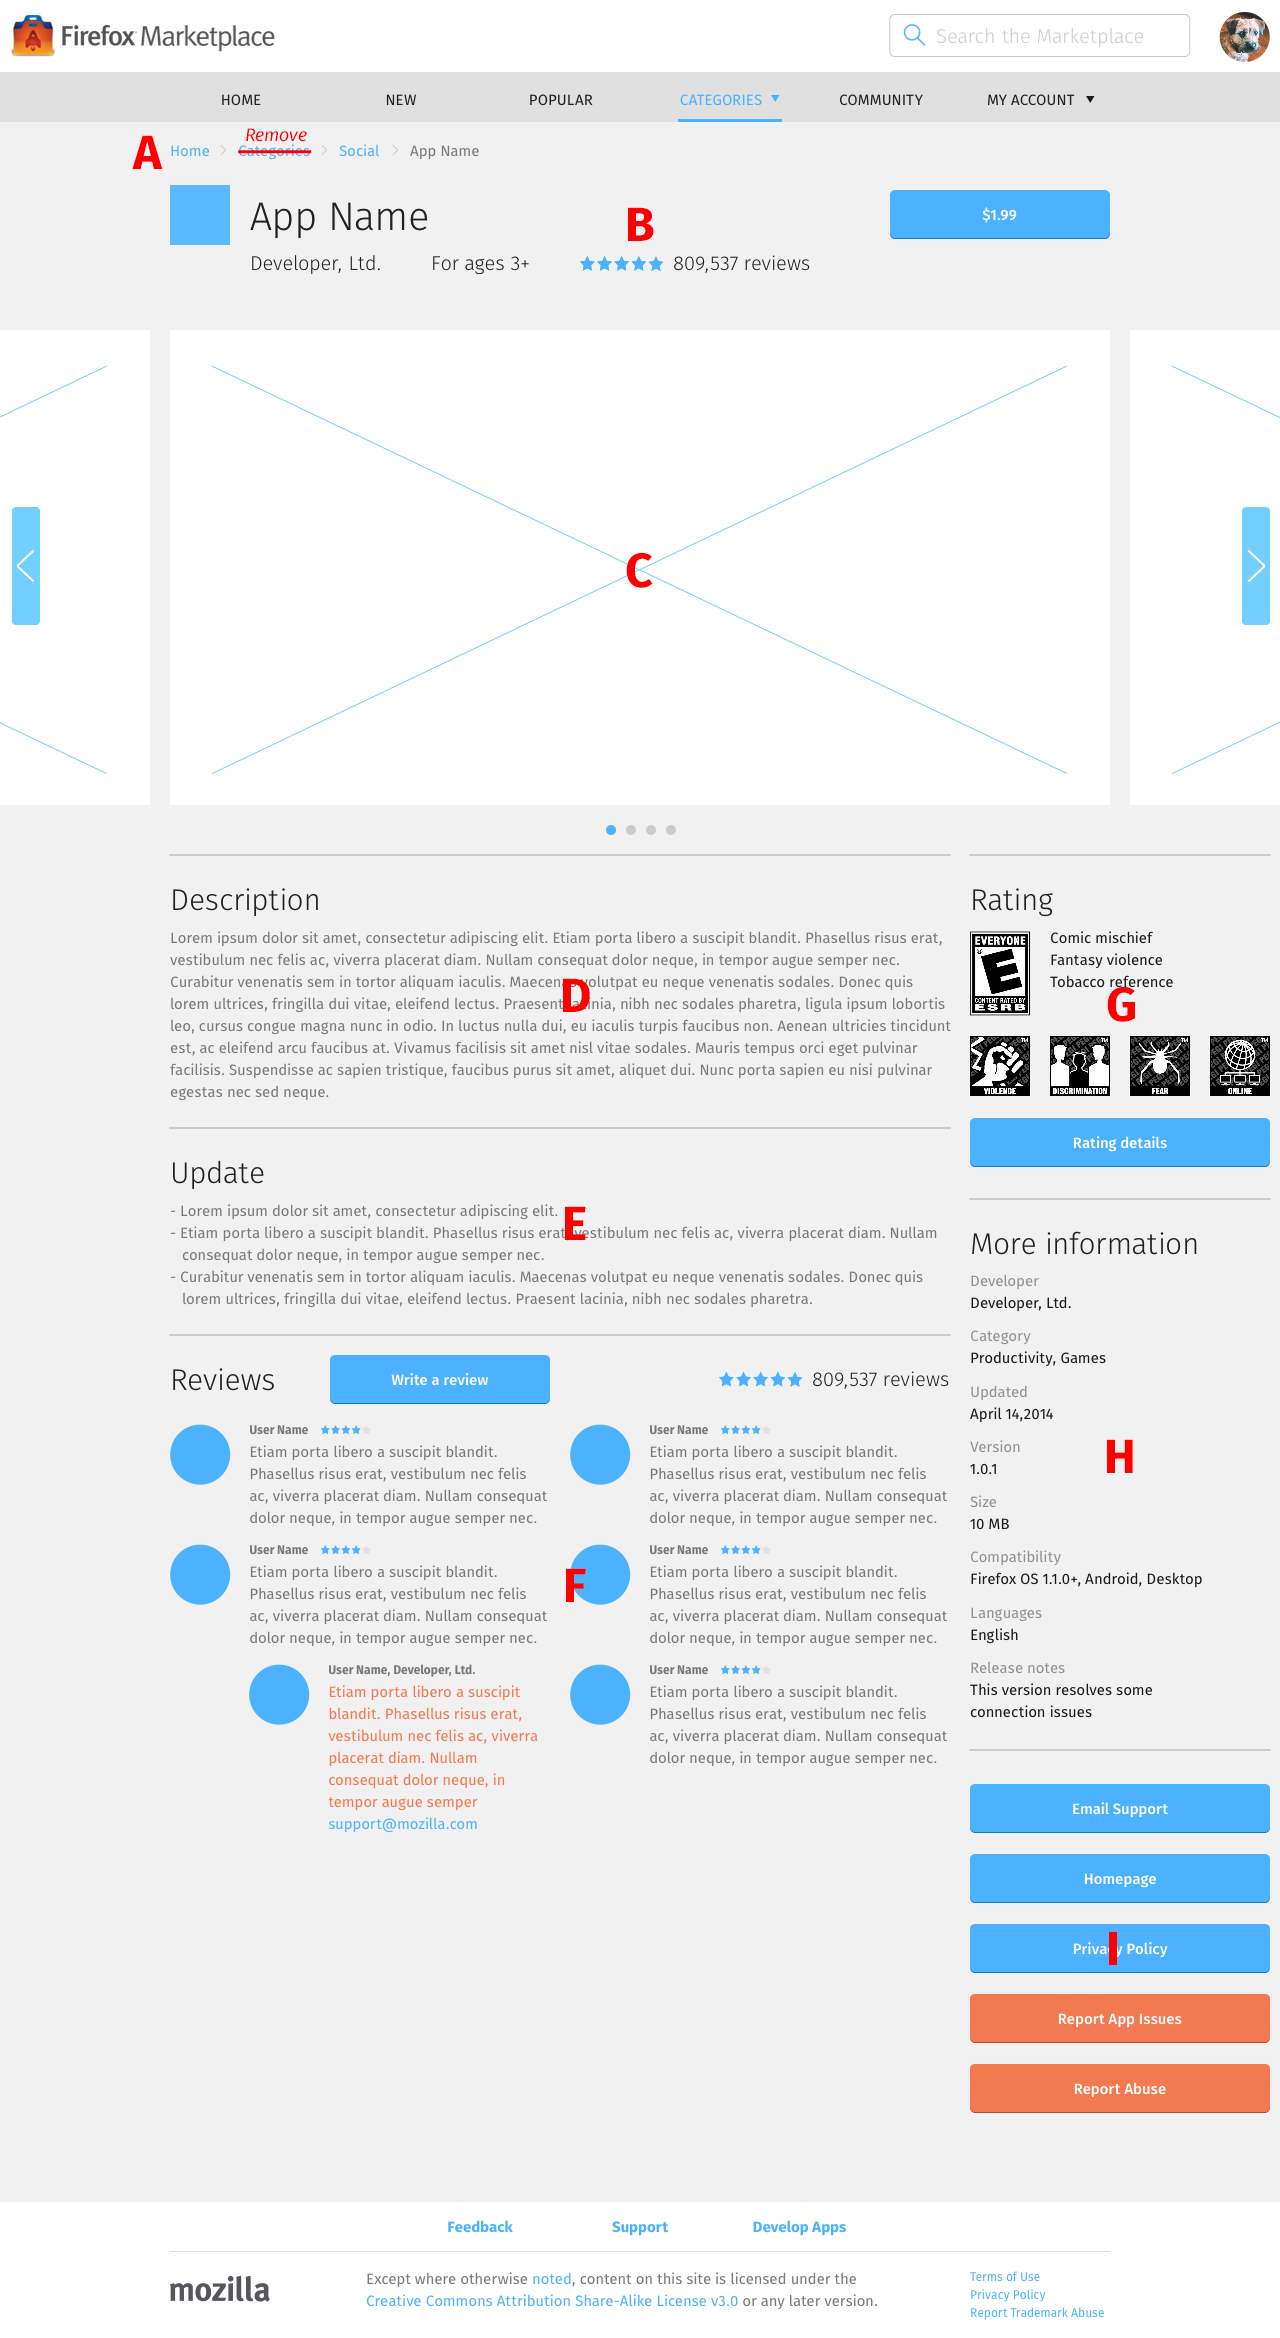 Firefox Marketplace
Search the Marketplace
HOME NEW POPULAR CATEGORIES COMMUNITY MY ACCOUNT
Remove
A Home Categories Social App Name
App Name B $1.99
Developer, Ltd. For ages 3+ 809,537 reviews
C
Description
Lorem ipsum dolor sit amet, consectetur adipiscing elit. Etiam porta libero a suscipit blandit. Phasellus risus erat,
vestibulum nec felis ac, viverra placerat diam. Nullam consequat dolor neque, in tempor augue semper nec.
Curabitur venenatis sem in tortor aliquam iaculis. Maecenas volutpat eu neque venenatis sodales. Donec quis
lorem ultrices, fringilla dui vitae, eleifend lectus. Praesent lacinia, nibh nec sodales pharetra, ligula ipsum lobortis
leo, cursus congue magna nunc in odio. In luctus nulla dui, eu iaculis turpis faucibus non. Aenean ultricies tincidunt
est, ac eleifend arcu faucibus at. Vivamus facilisis sit amet nisl vitae sodales. Mauris tempus orci eget pulvinar
facilisis. Suspendisse ac sapien tristique, faucibus purus sit amet, aliquet dui. Nunc porta sapien eu nisi pulvinar
egestas nec sed neque.
D
Update
- Lorem ipsum dolor sit amet, consectetur adipiscing elit.
- Etiam porta libero a suscipit blandit. Phasellus risus erat, vestibulum nec felis ac, viverra placerat diam. Nullam
consequat dolor neque, in tempor augue semper nec.
- Curabitur venenatis sem in tortor aliquam iaculis. Maecenas volutpat eu neque venenatis sodales. Donec quis
lorem ultrices, fringilla dui vitae, eleifend lectus. Praesent lacinia, nibh nec sodales pharetra.
E
Reviews Write a review 809,537 reviews
User Name
Etiam porta libero a suscipit blandit.
Phasellus risus erat, vestibulum nec felis
ac, viverra placerat diam. Nullam consequat
dolor neque, in tempor augue semper nec.
User Name
Etiam porta libero a suscipit blandit.
Phasellus risus erat, vestibulum nec felis
ac, viverra placerat diam. Nullam consequat
dolor neque, in tempor augue semper nec.
User Name, Developer, Ltd.
Etiam porta libero a suscipit
blandit. Phasellus risus erat,
vestibulum nec felis ac, viverra
placerat diam. Nullam
consequat dolor neque, in
tempor augue semper
support@mozilla.com
F
User Name
Etiam porta libero a suscipit blandit.
Phasellus risus erat, vestibulum nec felis
ac, viverra placerat diam. Nullam consequat
dolor neque, in tempor augue semper nec.
User Name
Etiam porta libero a suscipit blandit.
Phasellus risus erat, vestibulum nec felis
ac, viverra placerat diam. Nullam consequat
dolor neque, in tempor augue semper nec.
User Name
Etiam porta libero a suscipit blandit.
Phasellus risus erat, vestibulum nec felis
ac, viverra placerat diam. Nullam consequat
dolor neque, in tempor augue semper nec.
Rating
EVERYONE
E
CONTENT RATED BY
ESRB
Comic mischief
Fantasy violence
Tobacco reference
G
VIOLENCE DISCRIMINATION FEAR ONLINE
Rating details
More information
Developer
Developer, Ltd.
Category
Productivity, Games
Updated
April 14,2014
Version
1.0.1
H
Size
10 MB
Compatibility
Firefox OS 1.1.0+, Android, Desktop
Languages
English
Release notes
This version resolves some
connection issues
Email Support
Homepage
Privacy Policy
I
Report App Issues
Report Abuse
Feedback Support Develop Apps
mozilla
Except where otherwise noted, content on this site is licensed under the
Creative Commons Attribution Share-Alike License v3.0 or any later version.
Terms of Use
Privacy Policy
Report Trademark Abuse